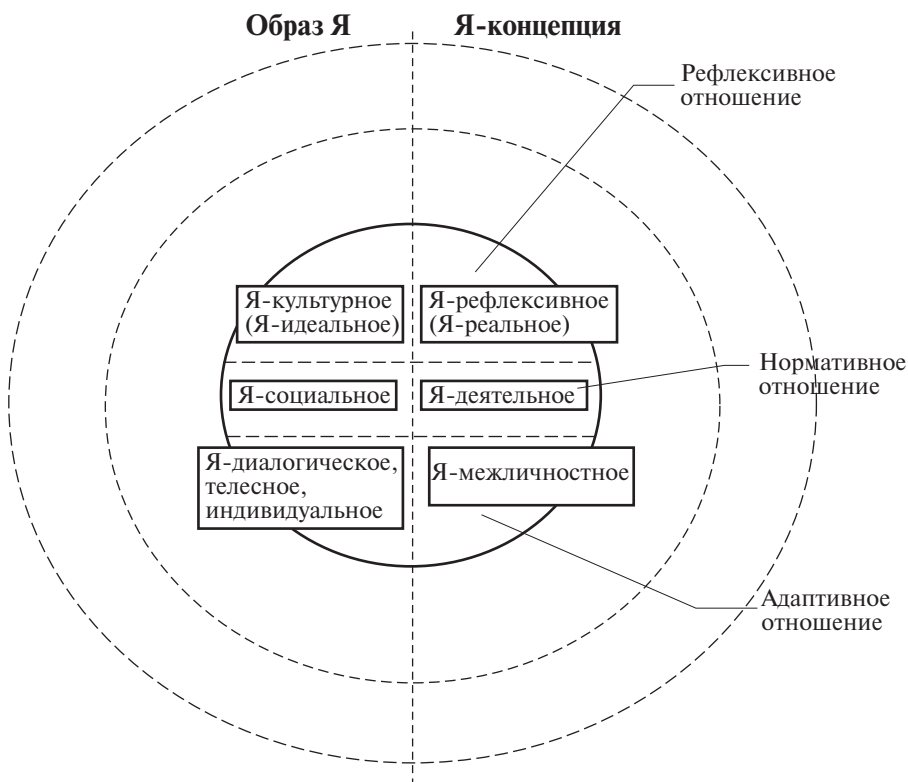 Образ Я
Я-концепция
Рефлексивное
отношение
Я-культурное
(Я-идеальное)
Я-рефлексивное
(Я-реальное)
Нормативное
отношение
Я-социальное
Я-деятельное
Я-диалогическое,
телесное,
индивидуальное
Я-межличностное
Адаптивное
отношение